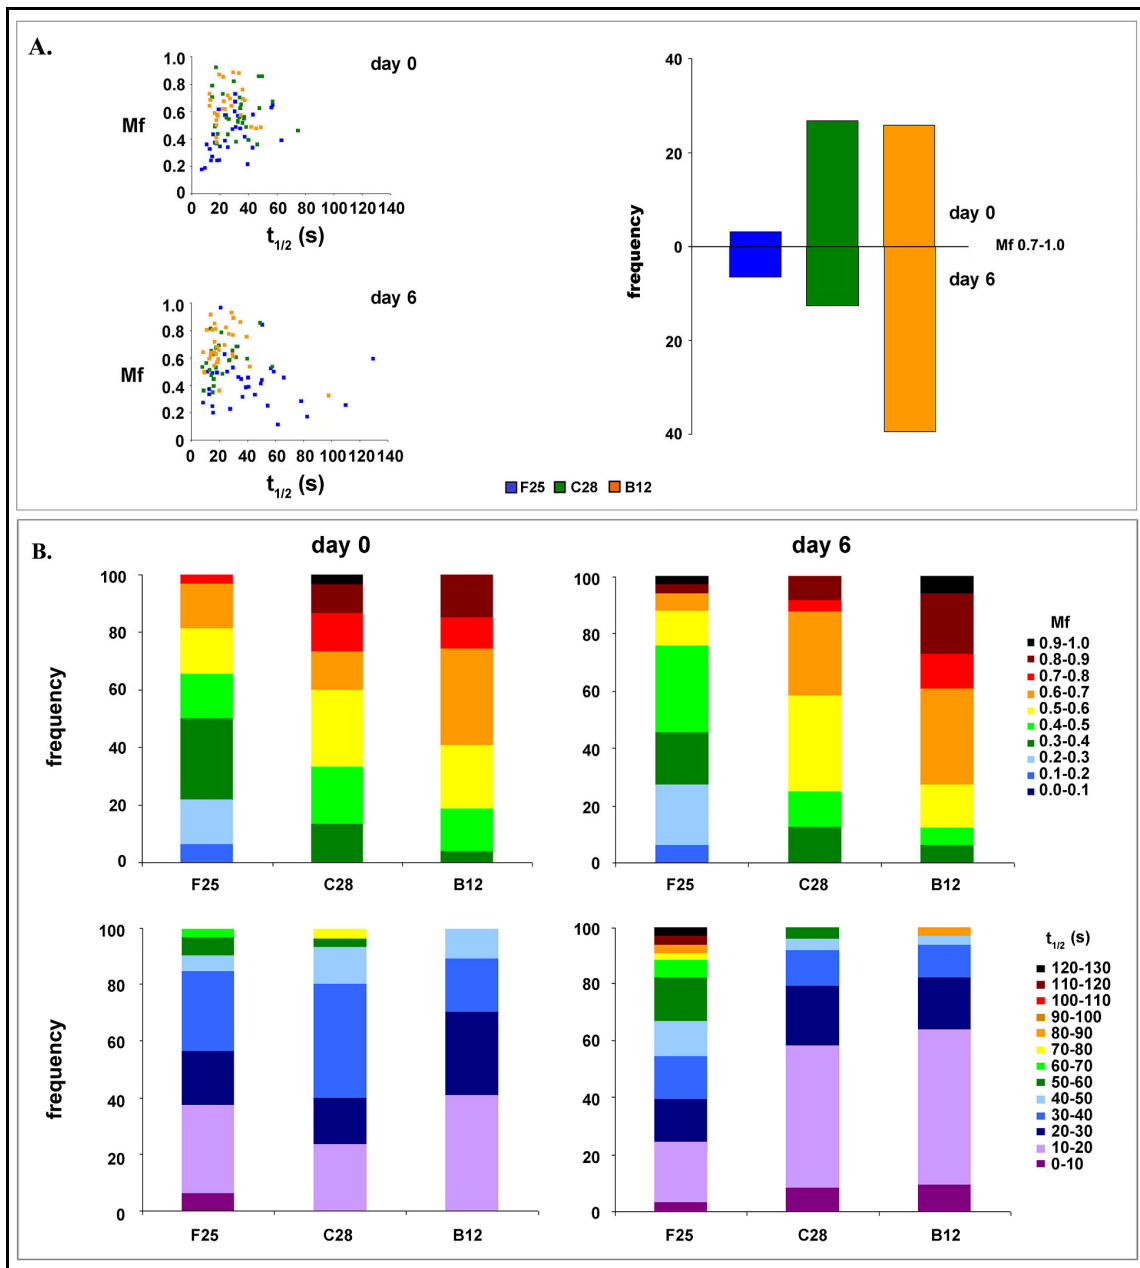 A.
day 0
1.0
0.8
0.6
0.4
0.2
0
Mf
0 20 40 60 80 100 120 140
t1/2 (s)
day 6
1.0
0.8
0.6
0.4
0.2
0
Mf
0 20 40 60 80 100 120 140
t1/2 (s)
40
20
0
20
40
frequency
day 0
Mf 0.7-1.0
day 6
F25 C28 B12
B.
day 0
100
80
60
40
20
0
frequency
F25 C28 B12
day 6
100
80
60
40
20
0
F25 C28 B12
Mf
0.9-1.0
0.8-0.9
0.7-0.8
0.6-0.7
0.5-0.6
0.4-0.5
0.3-0.4
0.2-0.3
0.1-0.2
0.0-0.1
100
80
60
40
20
0
frequency
F25 C28 B12
100
80
60
40
20
0
F25 C28 B12
t1/2 (s)
120-130
110-120
100-110
90-100
80-90
70-80
60-70
50-60
40-50
30-40
20-30
10-20
0-10